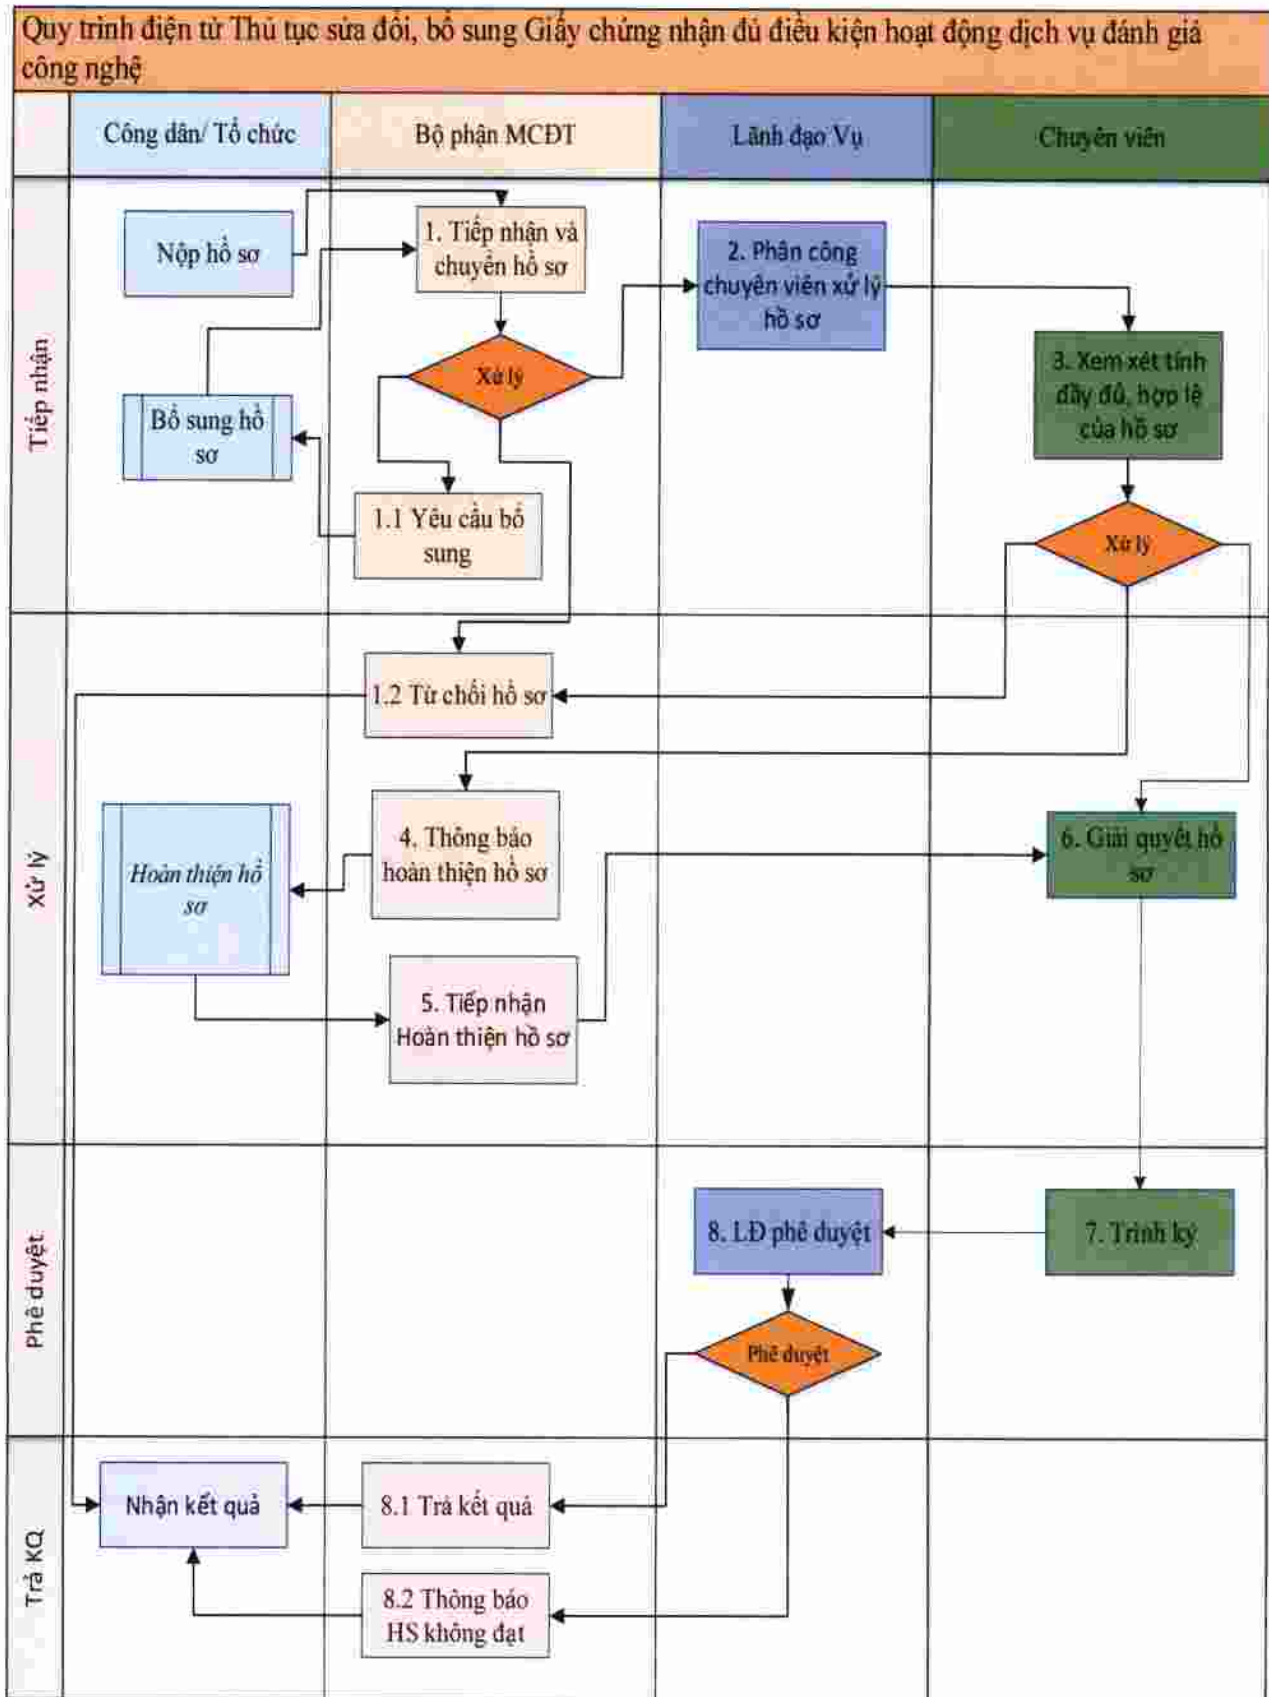 Quy trình điện tử Thủ tục sửa đổi, bổ sung Giấy chứng nhận đủ điều kiện hoạt động dịch vụ đánh giá
công nghệ
Công dân/ Tổ chức
Bộ phận MCĐT
Lãnh đạo Vụ
Chuyên viên
Tiếp nhận
Nộp hồ sơ
1. Tiếp nhận và
chuyển hồ sơ
2. Phân công
chuyên viên xử lý
hồ sơ
3. Xem xét tính
đầy đủ, hợp lệ
của hồ sơ
Xử lý
Bổ sung hồ
sơ
1.1 Yêu cầu bổ
sung
Xử lý
Xử lý
1.2 Từ chối hồ sơ
4. Thông báo
hoàn thiện hồ sơ
Hoàn thiện hồ
sơ
6. Giải quyết hồ
sơ
5. Tiếp nhận
Hoàn thiện hồ sơ
Phê duyệt
8. LĐ phê duyệt
7. Trình ký
Phê duyệt
Trả KQ
Nhận kết quả
8.1 Trả kết quả
8.2 Thông báo
HS không đạt